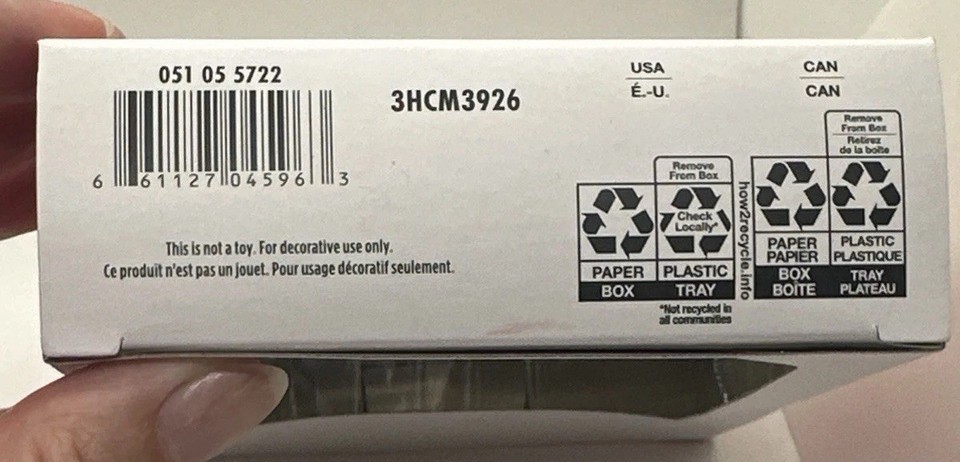 051 05 5722
6 61127 04596 3
3HCM3926
This is not a toy. For decorative use only.
Ce produit n'est pas un jouet. Pour usage décoratif seulement.
USA
É.-U.
Remove
From Box
Check
Locally*
PAPER
BOX
PLASTIC
TRAY
*Not recycled in
all communities
how2recycle.info
CAN
CAN
Remove
From Box
Retirez
de la boîte
PAPER
PAPIER
BOX
BOÎTE
PLASTIC
PLASTIQUE
TRAY
PLATEAU